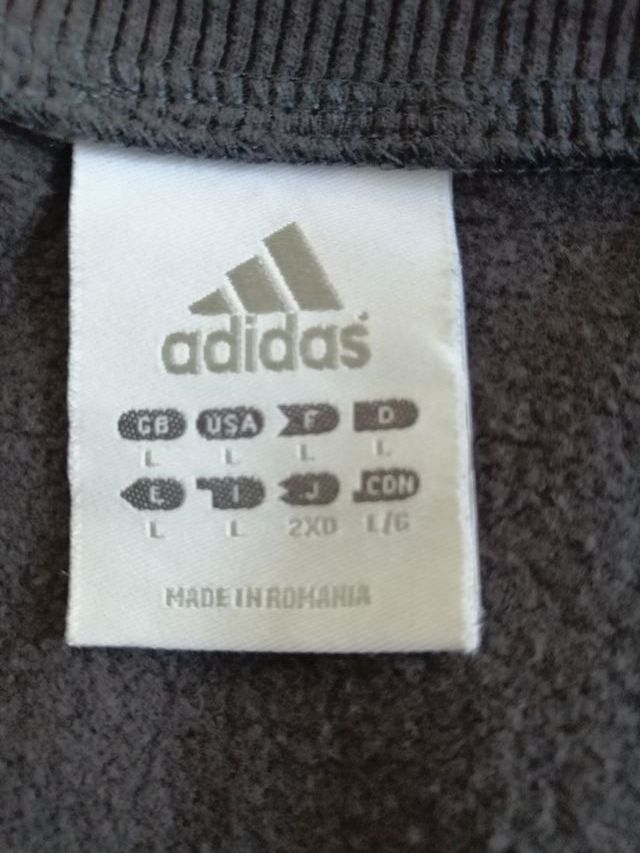 adidas
GB USA F D
L L L L
E I J CDN
L L 2XO L/G
MADE IN ROMANIA